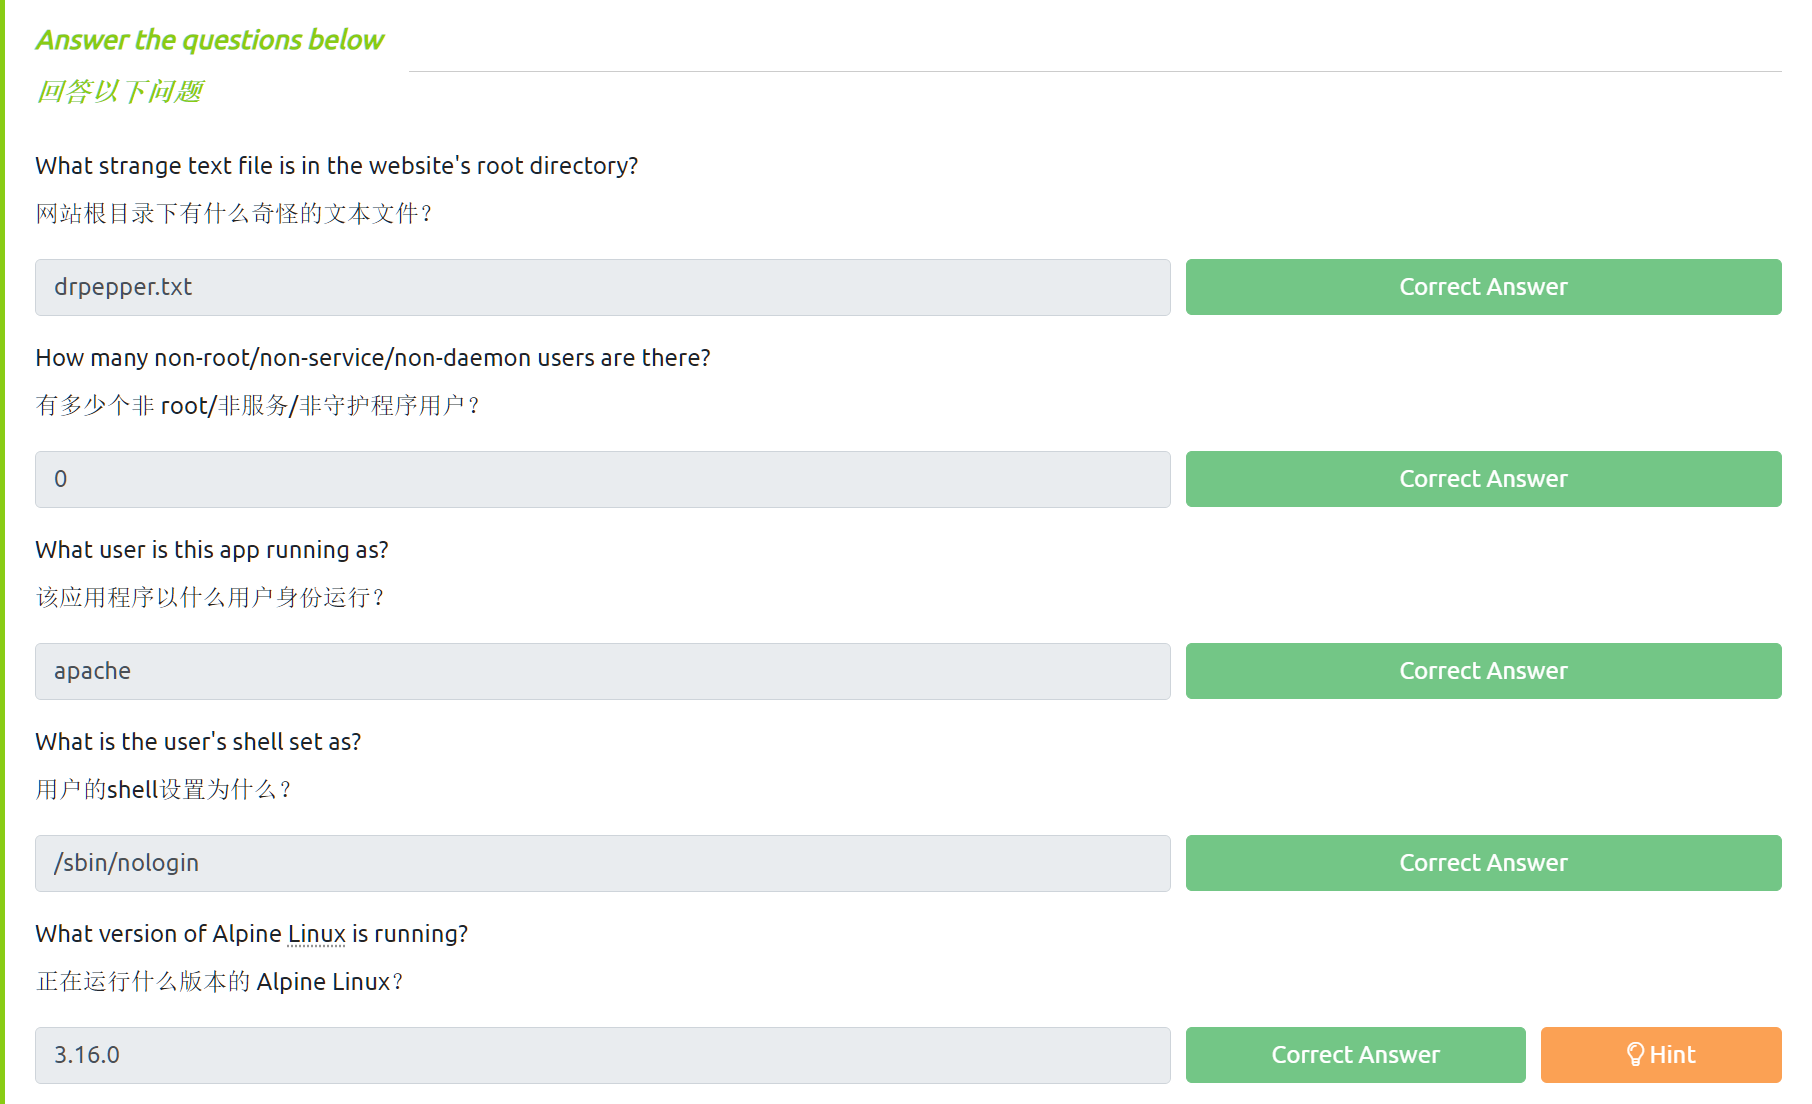 Answer the questions below
回答以下问题
What strange text file is in the website's root directory?
网站根目录下有什么奇怪的文本文件？
drpepper.txt
Correct Answer
How many non-root/non-service/non-daemon users are there?
有多少个非 root/非服务/非守护程序用户？
0
Correct Answer
What user is this app running as?
该应用程序以什么用户身份运行？
apache
Correct Answer
What is the user's shell set as?
用户的shell设置为什么？
/sbin/nologin
Correct Answer
What version of Alpine Linux is running?
正在运行什么版本的 Alpine Linux？
3.16.0
Correct Answer
Hint